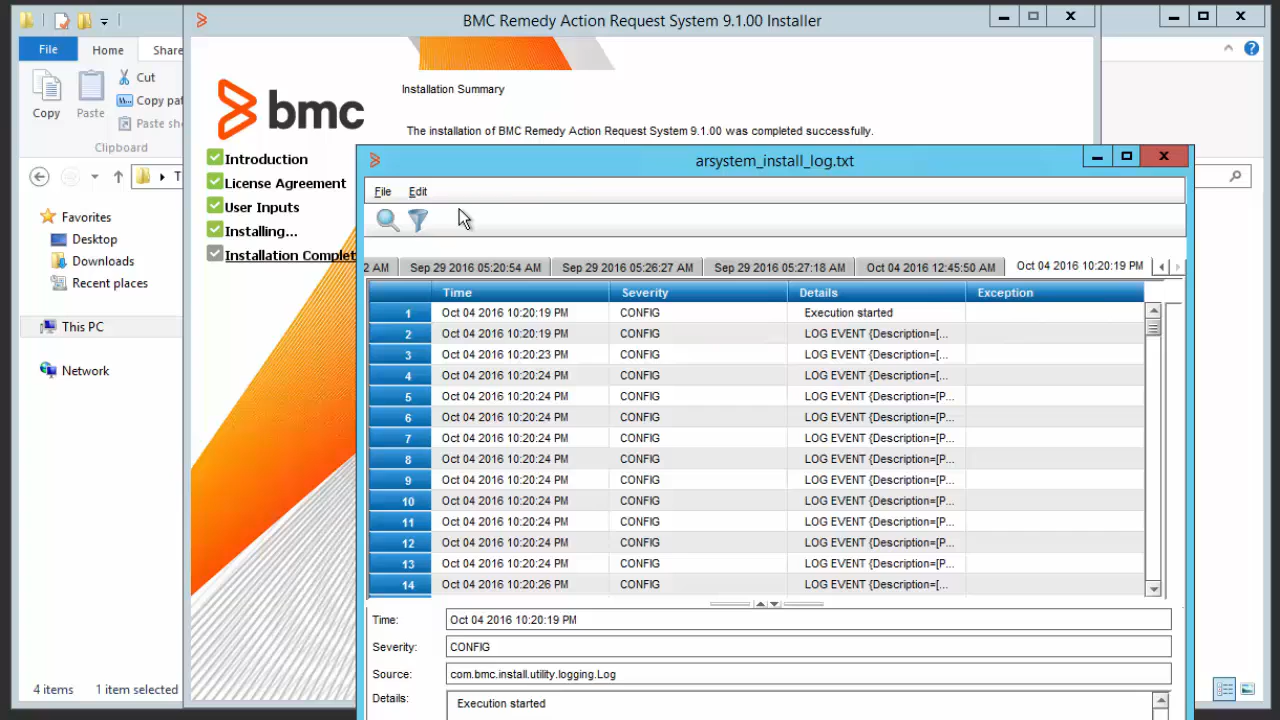 BMC Remedy Action Request System 9.1.00 Installer
File
Home
Share
Copy
Paste
Cut
Copy pat
Paste sh
Clipboard
Favorites
Desktop
Downloads
Recent places
This PC
Network
4 items
1 item selected
bmc
Introduction
License Agreement
User Inputs
Installing...
Installation Complet
Installation Summary
The installation of BMC Remedy Action Request System 9.1.00 was completed successfully.
arsystem_install_log.txt
File Edit
2 AM Sep 29 2016 05:20:54 AM Sep 29 2016 05:26:27 AM Sep 29 2016 05:27:18 AM Oct 04 2016 12:45:50 AM Oct 04 2016 10:20:19 PM
Time Severity Details Exception
1 Oct 04 2016 10:20:19 PM CONFIG Execution started
2 Oct 04 2016 10:20:19 PM CONFIG LOG EVENT {Description=[...
3 Oct 04 2016 10:20:23 PM CONFIG LOG EVENT {Description=[...
4 Oct 04 2016 10:20:24 PM CONFIG LOG EVENT {Description=[...
5 Oct 04 2016 10:20:24 PM CONFIG LOG EVENT {Description=[P...
6 Oct 04 2016 10:20:24 PM CONFIG LOG EVENT {Description=[P...
7 Oct 04 2016 10:20:24 PM CONFIG LOG EVENT {Description=[P...
8 Oct 04 2016 10:20:24 PM CONFIG LOG EVENT {Description=[P...
9 Oct 04 2016 10:20:24 PM CONFIG LOG EVENT {Description=[P...
10 Oct 04 2016 10:20:24 PM CONFIG LOG EVENT {Description=[P...
11 Oct 04 2016 10:20:24 PM CONFIG LOG EVENT {Description=[P...
12 Oct 04 2016 10:20:24 PM CONFIG LOG EVENT {Description=[P...
13 Oct 04 2016 10:20:24 PM CONFIG LOG EVENT {Description=[P...
14 Oct 04 2016 10:20:26 PM CONFIG LOG EVENT {Description=[...
Time: Oct 04 2016 10:20:19 PM
Severity: CONFIG
Source: com.bmc.install.utility.logging.Log
Details: Execution started